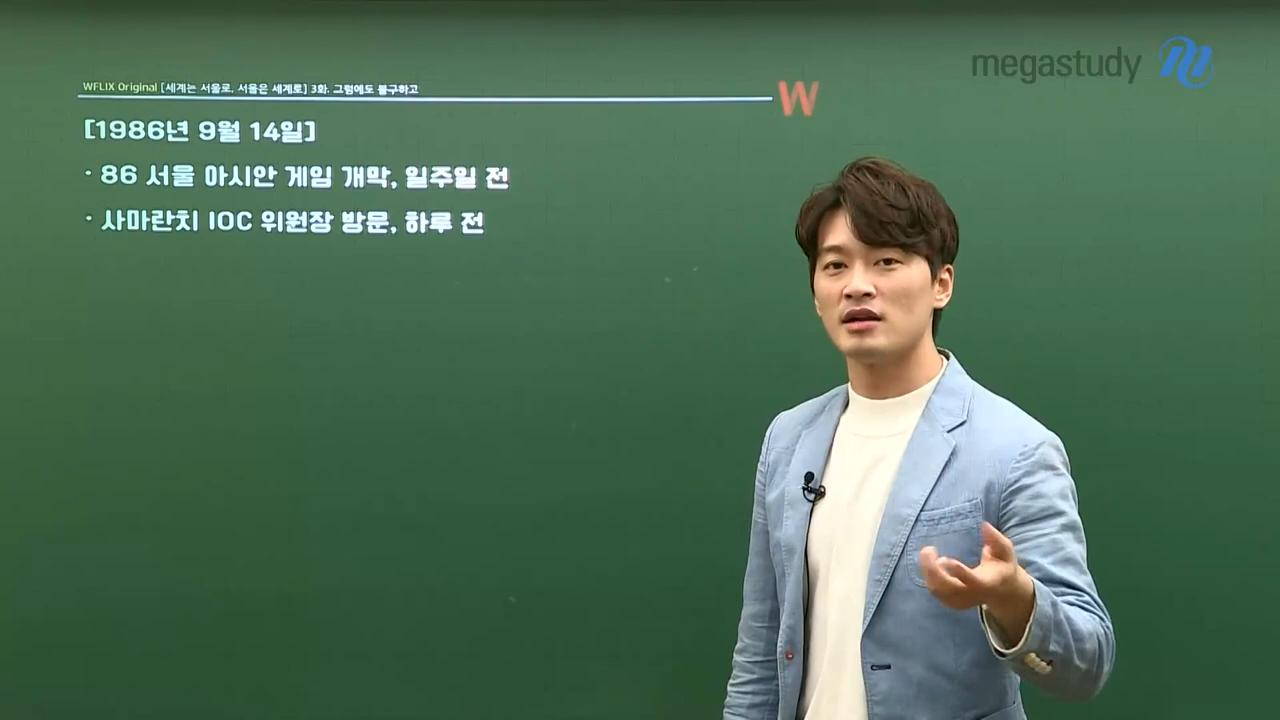 megastudy
WFLIX Original [세계는 서울로, 서울은 세계로] 3화. 그럼에도 불구하고
W
[1986년 9월 14일]
· 86 서울 아시안 게임 개막, 일주일 전
· 사마란치 IOC 위원장 방문, 하루 전